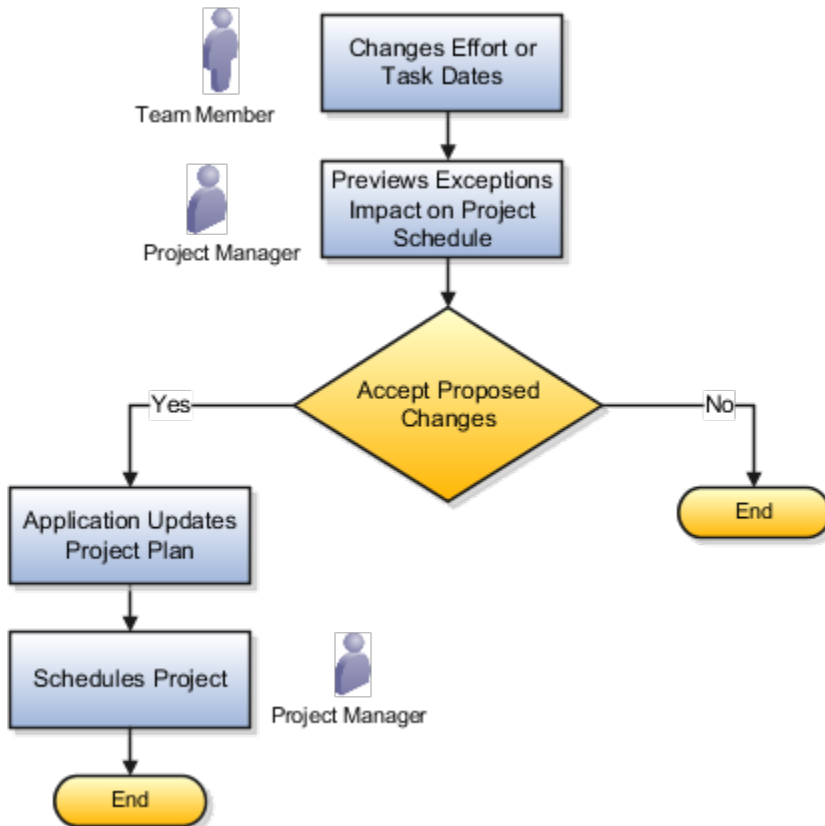 Changes Effort or
Task Dates
Team Member
Previews Exceptions
Impact on Project
Schedule
Project Manager
Accept Proposed
Changes
Yes
No
Application Updates
Project Plan
End
Schedules Project
Project Manager
End